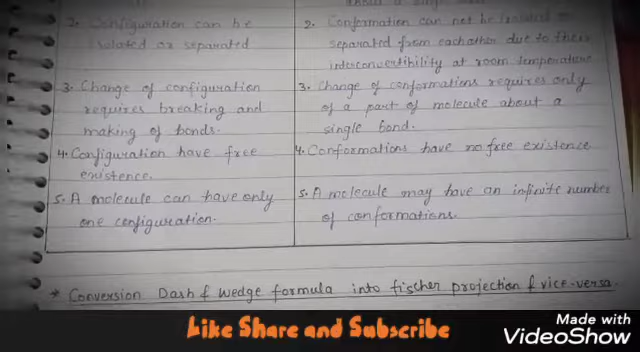 about a single
2. Configuration can be
isolated or separated
3. Change of configuration
requires breaking and
making of bonds.
4. Configuration have free
existence.
5. A molecule can have only
one configuration.
2. Conformation can not be isolated or
separated from eachother due to their
interconvertibility at room temperature
3. Change of conformations requires only
of a part of molecule about a
single bond.
4. Conformations have no free existence
5. A molecule may have an infinite number
of conformations.
* Conversion Dash & wedge formula into fischer projection & vice-versa.
Like Share and Subscribe
Made with
VideoShow